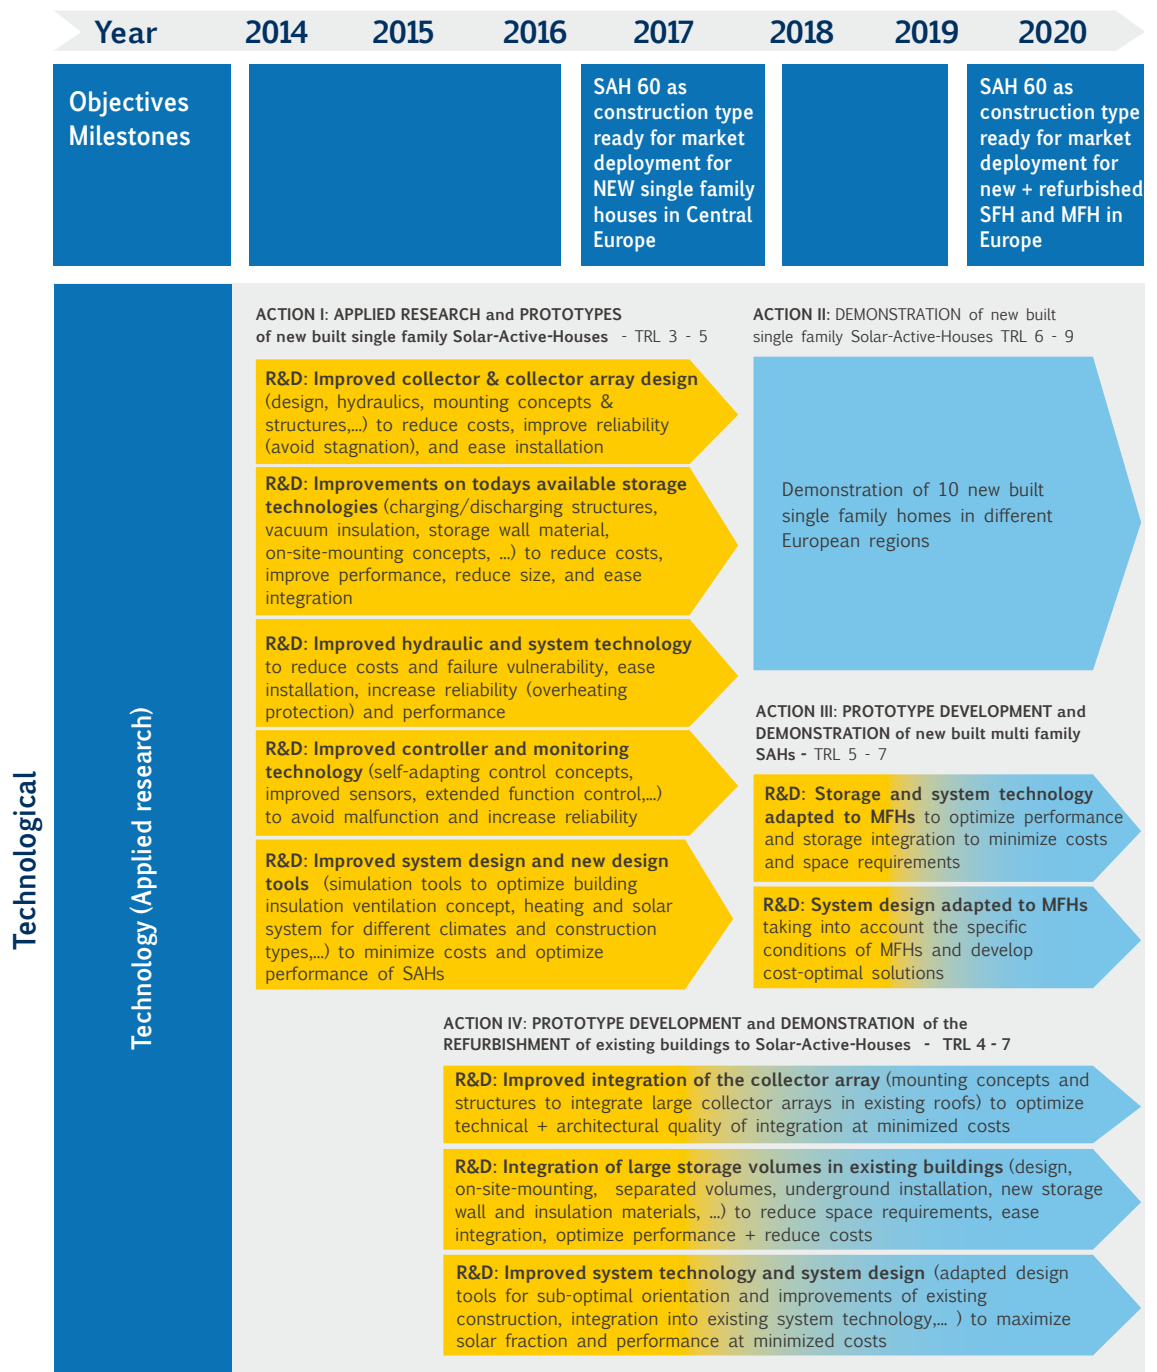 Year 2014 2015 2016 2017 2018 2019 2020
Objectives
Milestones
SAH 60 as
construction type
ready for market
deployment for
NEW single family
houses in Central
Europe
SAH 60 as
construction type
ready for market
deployment for
new + refurbished
SFH and MFH in
Europe
Technological
Technology (Applied research)
ACTION I: APPLIED RESEARCH and PROTOTYPES
of new built single family Solar-Active-Houses - TRL 3 - 5
R&D: Improved collector & collector array design
(design, hydraulics, mounting concepts &
structures,...) to reduce costs, improve reliability
(avoid stagnation), and ease installation
R&D: Improvements on todays available storage
technologies (charging/discharging structures,
vacuum insulation, storage wall material,
on-site-mounting concepts, ...) to reduce costs,
improve performance, reduce size, and ease
integration
R&D: Improved hydraulic and system technology
to reduce costs and failure vulnerability, ease
installation, increase reliability (overheating
protection) and performance
R&D: Improved controller and monitoring
technology (self-adapting control concepts,
improved sensors, extended function control,...)
to avoid malfunction and increase reliability
R&D: Improved system design and new design
tools (simulation tools to optimize building
insulation ventilation concept, heating and solar
system for different climates and construction
types,...) to minimize costs and optimize
performance of SAHs
ACTION II: DEMONSTRATION of new built
single family Solar-Active-Houses TRL 6 - 9
Demonstration of 10 new built
single family homes in different
European regions
ACTION III: PROTOTYPE DEVELOPMENT and
DEMONSTRATION of new built multi family
SAHs - TRL 5 - 7
R&D: Storage and system technology
adapted to MFHs to optimize performance
and storage integration to minimize costs
and space requirements
R&D: System design adapted to MFHs
taking into account the specific
conditions of MFHs and develop
cost-optimal solutions
ACTION IV: PROTOTYPE DEVELOPMENT and DEMONSTRATION of the
REFURBISHMENT of existing buildings to Solar-Active-Houses - TRL 4 - 7
R&D: Improved integration of the collector array (mounting concepts and
structures to integrate large collector arrays in existing roofs) to optimize
technical + architectural quality of integration at minimized costs
R&D: Integration of large storage volumes in existing buildings (design,
on-site-mounting, separated volumes, underground installation, new storage
wall and insulation materials, ...) to reduce space requirements, ease
integration, optimize performance + reduce costs
R&D: Improved system technology and system design (adapted design
tools for sub-optimal orientation and improvements of existing
construction, integration into existing system technology,... ) to maximize
solar fraction and performance at minimized costs